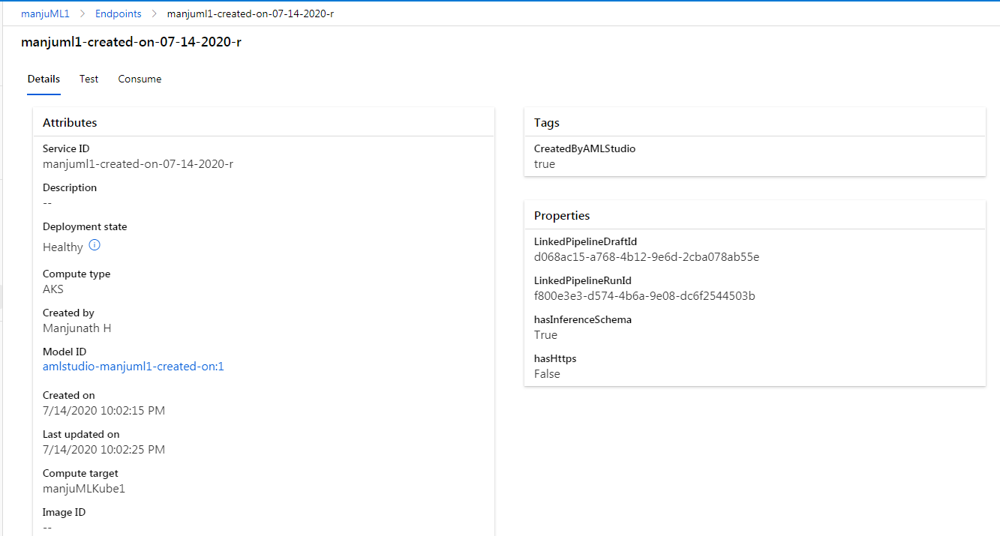 manjuML1 > Endpoints > manjuml1-created-on-07-14-2020-r
manjuml1-created-on-07-14-2020-r
Details Test Consume
Attributes
Service ID
manjuml1-created-on-07-14-2020-r
Description
--
Deployment state
Healthy
Compute type
AKS
Created by
Manjunath H
Model ID
amlstudio-manjuml1-created-on:1
Created on
7/14/2020 10:02:15 PM
Last updated on
7/14/2020 10:02:25 PM
Compute target
manjuMLKube1
Image ID
--
Tags
CreatedByAMLStudio
true
Properties
LinkedPipelineDraftId
d068ac15-a768-4b12-9e6d-2cba078ab55e
LinkedPipelineRunId
f800e3e3-d574-4b6a-9e08-dc6f2544503b
hasInferenceSchema
True
hasHttps
False